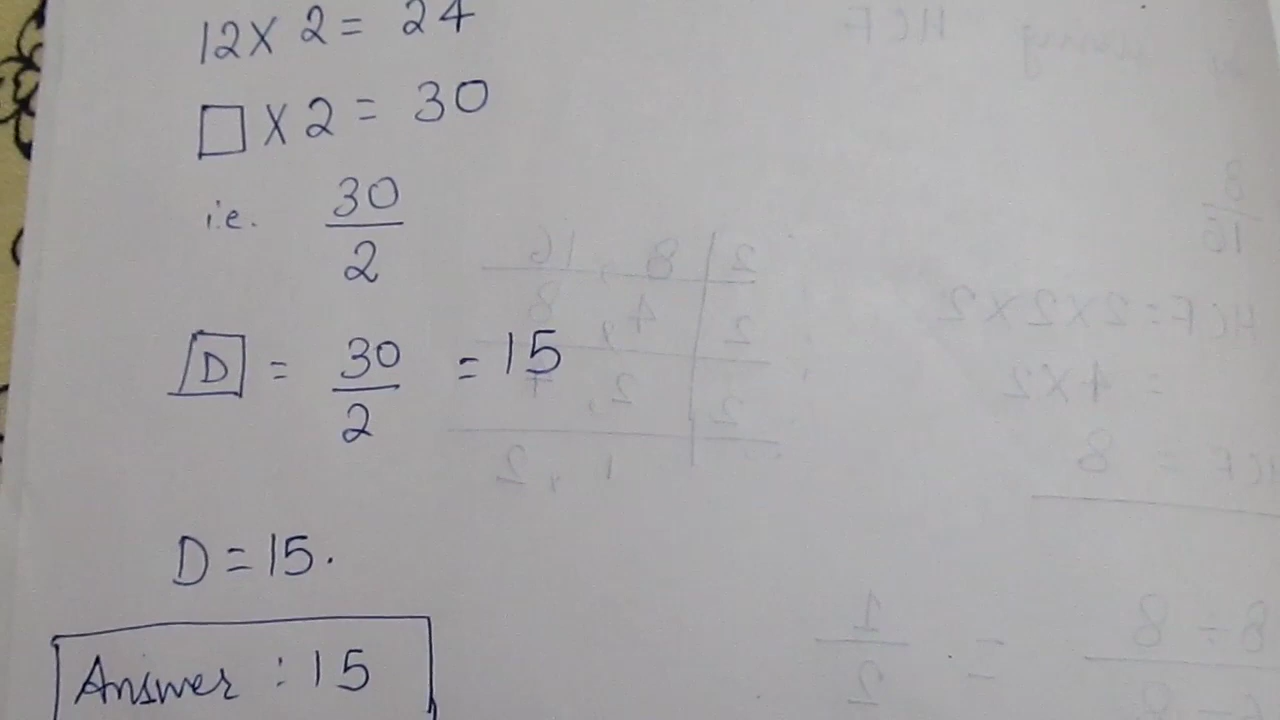 12 X 2 = 24
□ X 2 = 30
i.e. 30/2
D = 30/2 = 15
D = 15.
Answer : 15